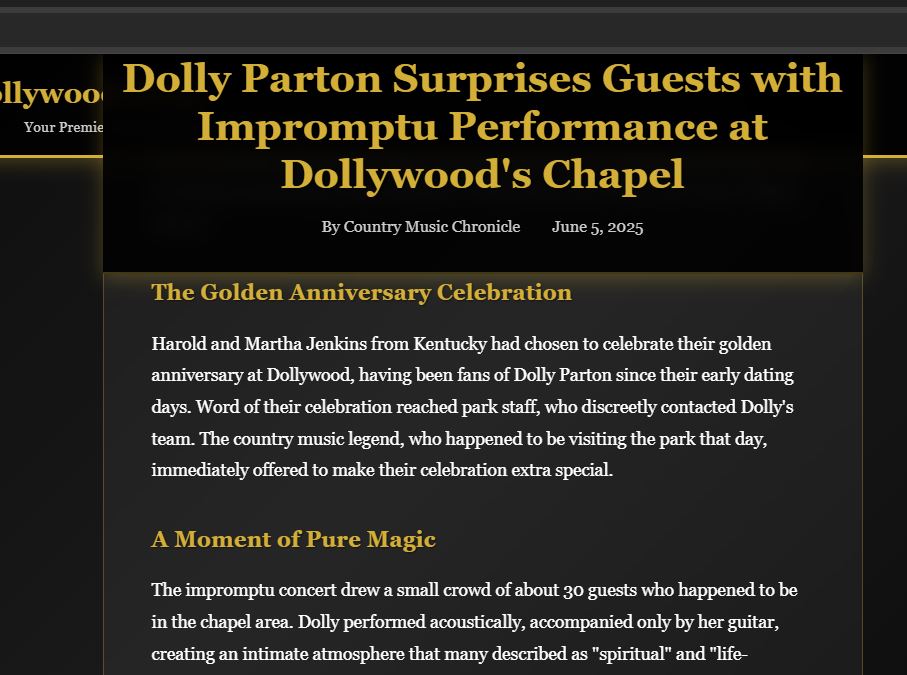 Dolly Parton Surprises Guests with
Impromptu Performance at
Dollywood's Chapel
ollywoo
Your Premie
By Country Music Chronicle June 5, 2025
The Golden Anniversary Celebration
Harold and Martha Jenkins from Kentucky had chosen to celebrate their golden
anniversary at Dollywood, having been fans of Dolly Parton since their early dating
days. Word of their celebration reached park staff, who discreetly contacted Dolly's
team. The country music legend, who happened to be visiting the park that day,
immediately offered to make their celebration extra special.
A Moment of Pure Magic
The impromptu concert drew a small crowd of about 30 guests who happened to be
in the chapel area. Dolly performed acoustically, accompanied only by her guitar,
creating an intimate atmosphere that many described as "spiritual" and "life-